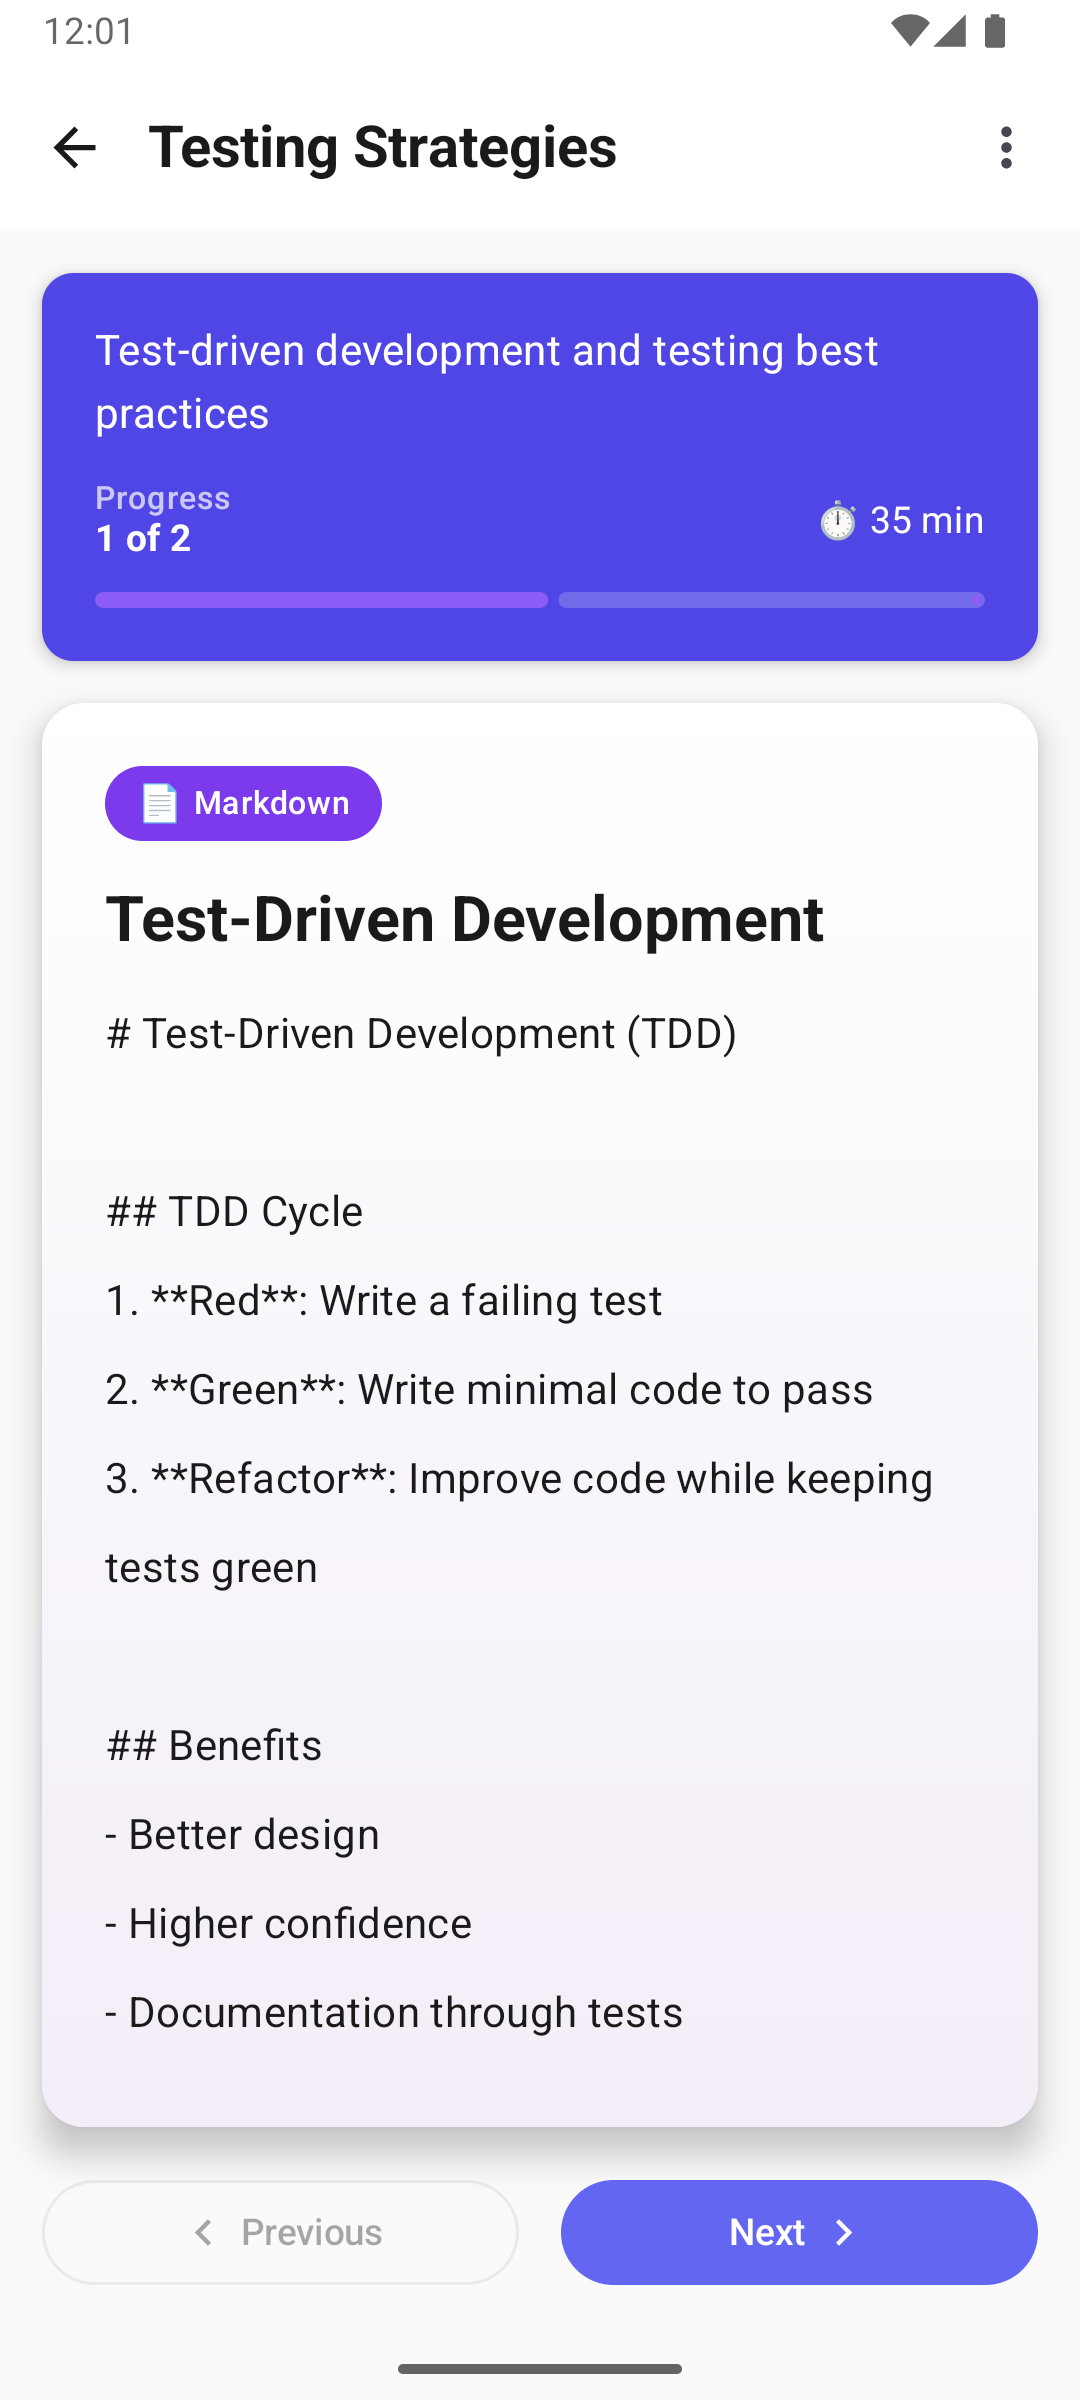 12:01
Testing Strategies
Test-driven development and testing best
practices
Progress
1 of 2
35 min
Markdown
Test-Driven Development
# Test-Driven Development (TDD)
## TDD Cycle
1. **Red**: Write a failing test
2. **Green**: Write minimal code to pass
3. **Refactor**: Improve code while keeping
tests green
## Benefits
- Better design
- Higher confidence
- Documentation through tests
Previous
Next